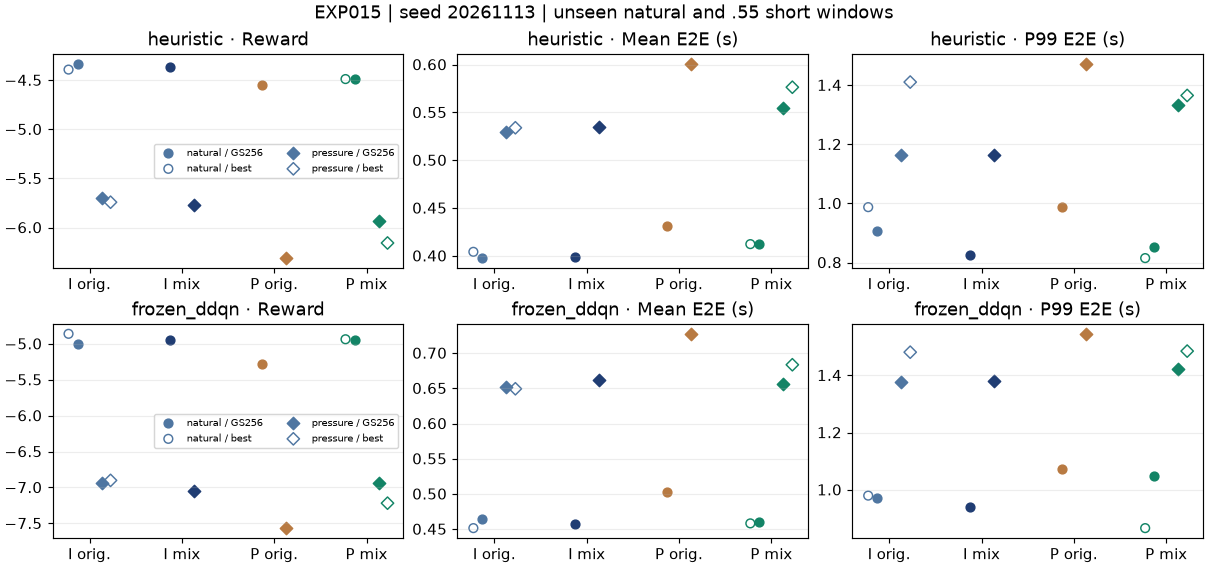 EXP015 | seed 20261113 | unseen natural and .55 short windows
heuristic · Reward
−4.5
−5.0
−5.5
−6.0
natural / GS256
natural / best
pressure / GS256
pressure / best
I orig.
I mix
P orig.
P mix
heuristic · Mean E2E (s)
0.60
0.55
0.50
0.45
0.40
I orig.
I mix
P orig.
P mix
heuristic · P99 E2E (s)
1.4
1.2
1.0
0.8
I orig.
I mix
P orig.
P mix
frozen_ddqn · Reward
−5.0
−5.5
−6.0
−6.5
−7.0
−7.5
natural / GS256
natural / best
pressure / GS256
pressure / best
I orig.
I mix
P orig.
P mix
frozen_ddqn · Mean E2E (s)
0.70
0.65
0.60
0.55
0.50
0.45
I orig.
I mix
P orig.
P mix
frozen_ddqn · P99 E2E (s)
1.4
1.2
1.0
I orig.
I mix
P orig.
P mix